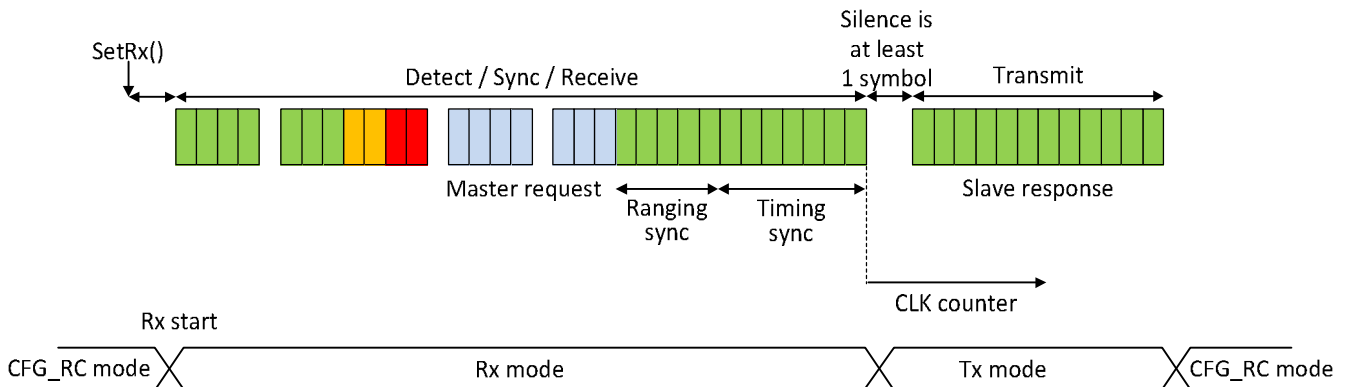 SetRx()
Detect / Sync / Receive
Silence is
at least
1 symbol
Transmit
Master request
Ranging
sync
Timing
sync
Slave response
CLK counter
Rx start
CFG_RC mode
Rx mode
Tx mode
CFG_RC mode